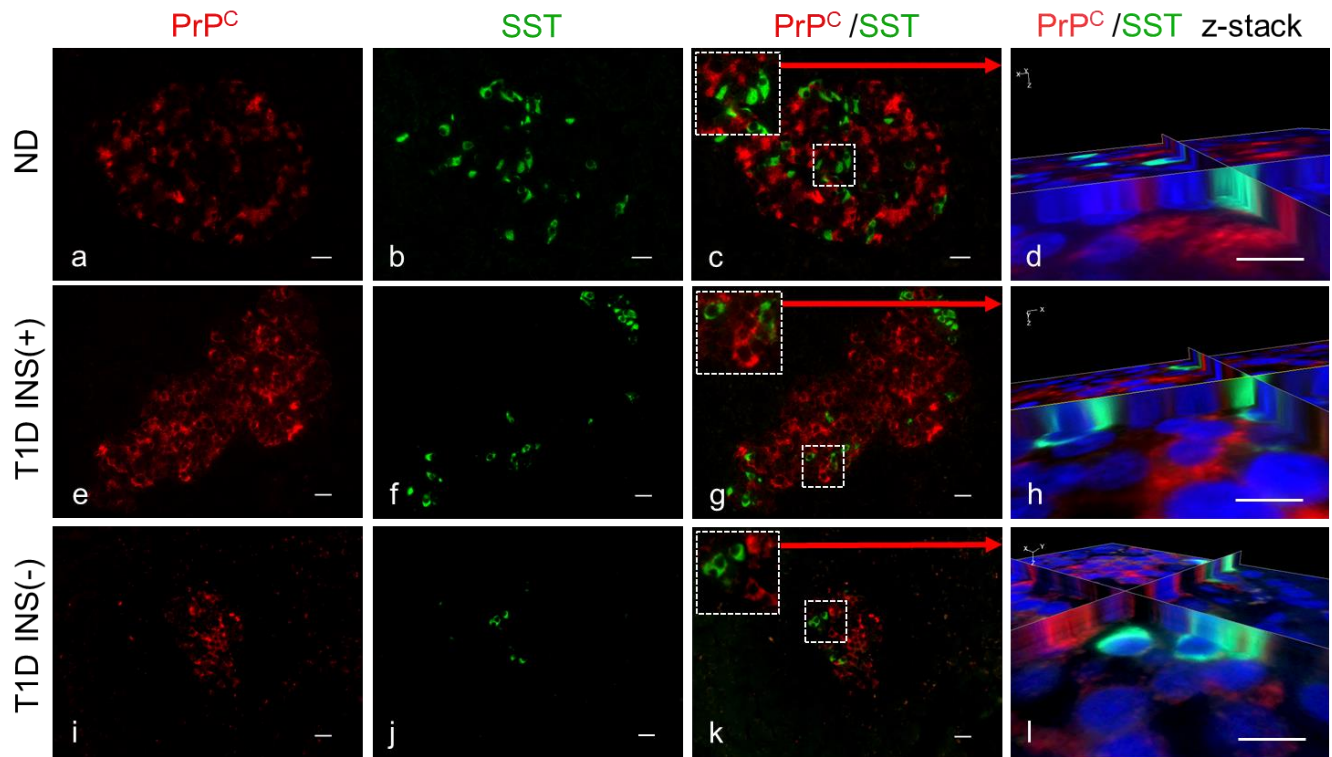 PrPC SST PrPC /SST PrPC /SST z-stack
ND
a b c d
T1D INS(+)
e f g h
T1D INS(-)
i j k l